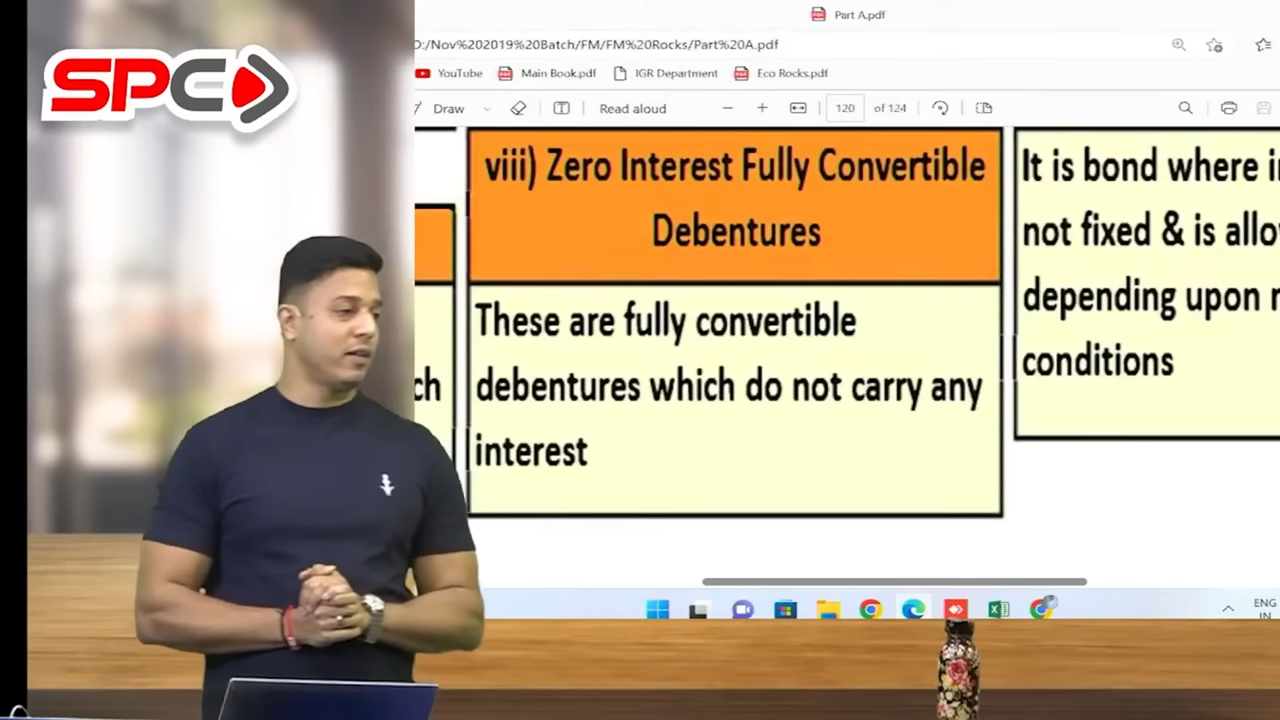 SPC
Part A.pdf
D:/Nov%202019%20Batch/FM/FM%20Rocks/Part%20A.pdf
YouTube
Main Book.pdf
IGR Department
Eco Rocks.pdf
Draw
Read aloud
120
of 124
viii) Zero Interest Fully Convertible
Debentures
ch
These are fully convertible
debentures which do not carry any
interest
It is bond where
not fixed & is
depending upon
conditions
ENG
IN